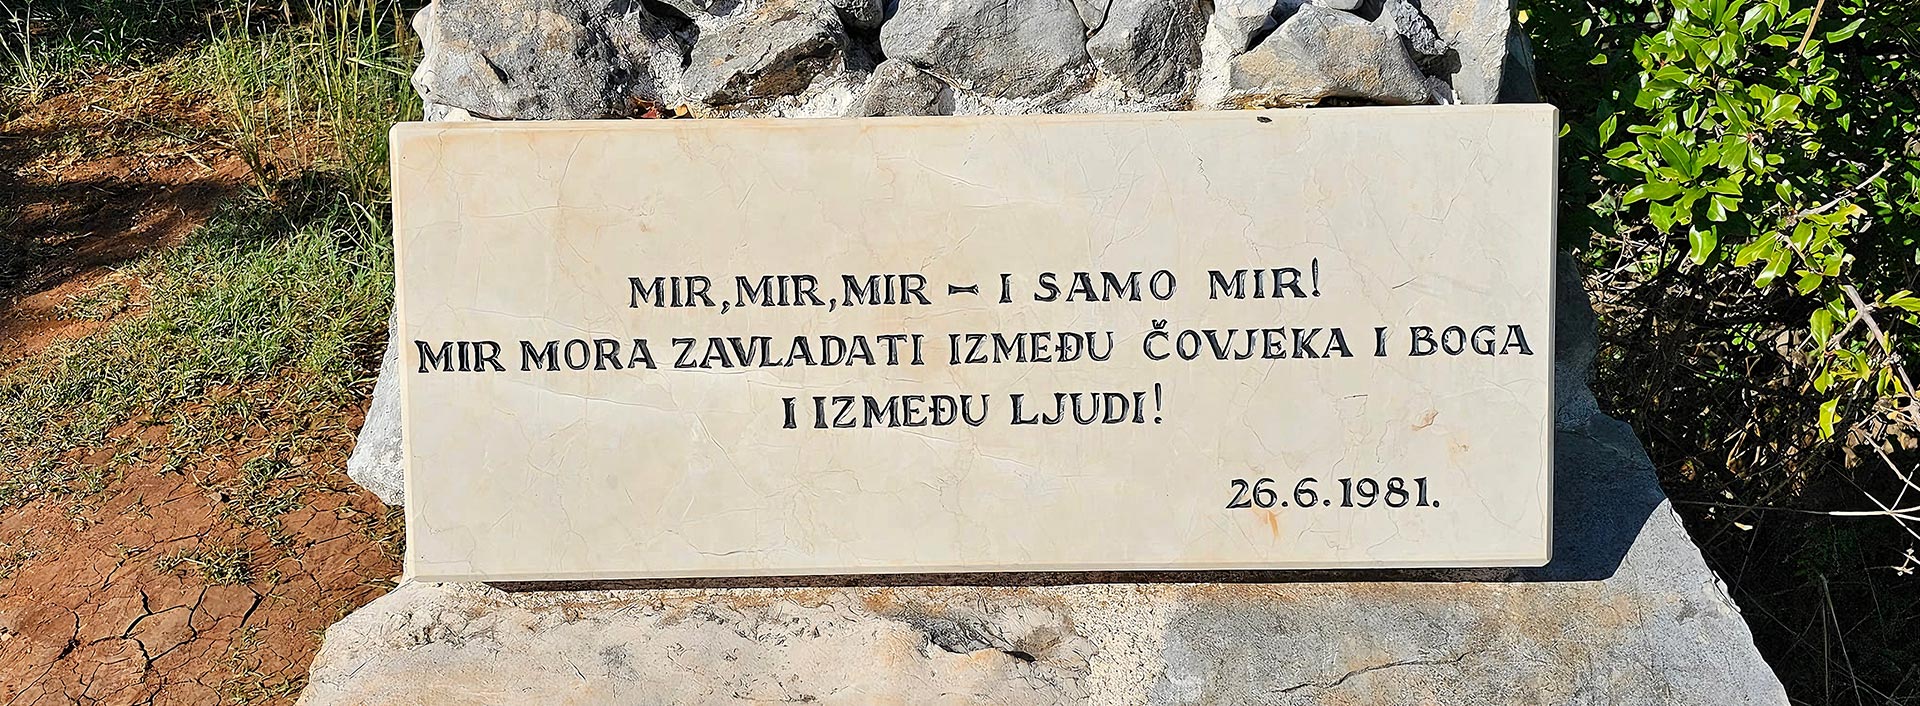 MIR, MIR, MIR – I SAMO MIR!
MIR MORA ZAVLADATI IZMEĐU ČOVJEKA I BOGA
I IZMEĐU LJUDI!
26.6.1981.